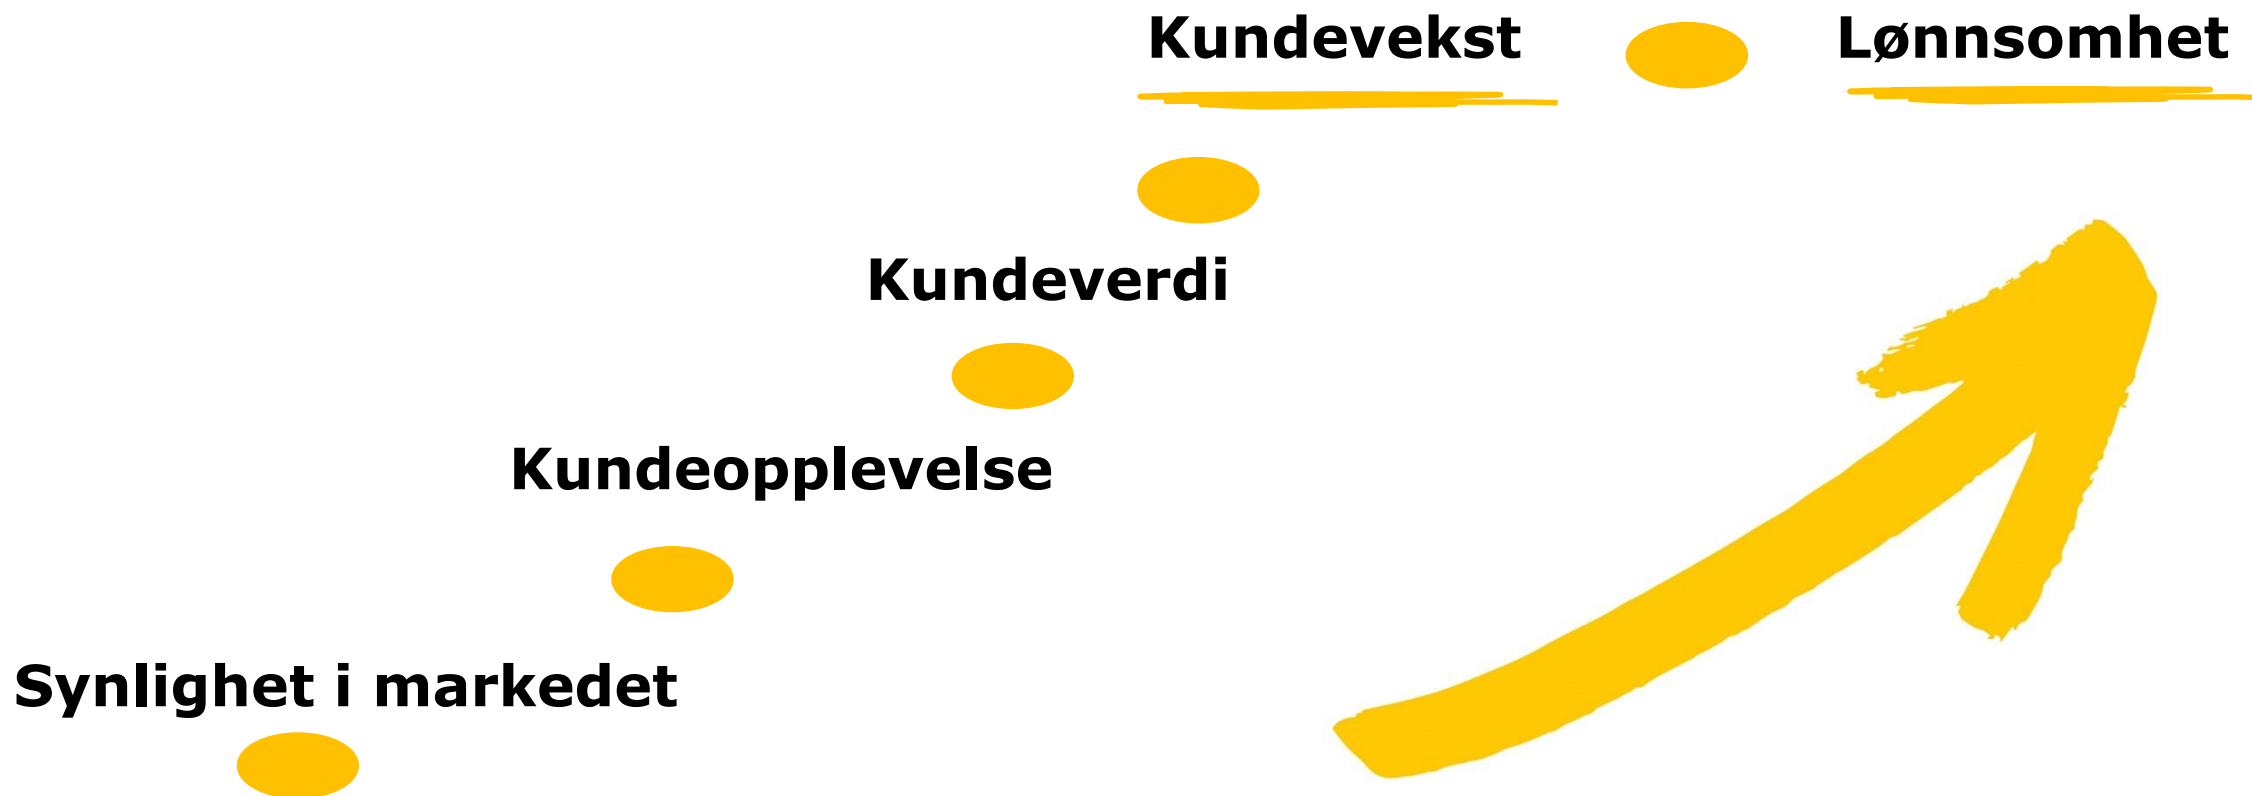 Kundevekst
Lønnsomhet
Kundeverdi
Kundeopplevelse
Synlighet i markedet